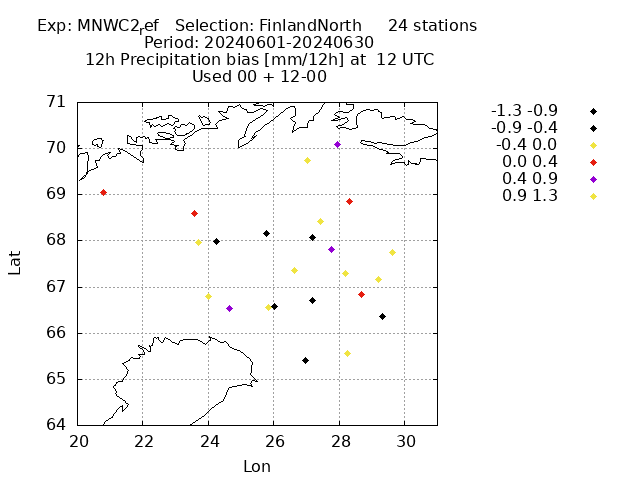 Exp: MNWC2ref Selection: FinlandNorth 24 stations
Period: 20240601-20240630
12h Precipitation bias [mm/12h] at 12 UTC
Used 00 + 12-00
-1.3 -0.9
-0.9 -0.4
-0.4 0.0
0.0 0.4
0.4 0.9
0.9 1.3
71
70
69
68
67
66
65
64
Lat
20 22 24 26 28 30
Lon